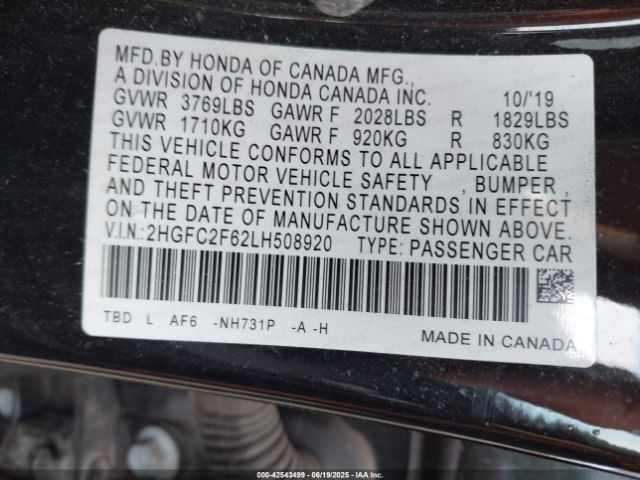 MFD.BY HONDA OF CANADA MFG.,
A DIVISION OF HONDA CANADA INC. 10/'19
GVWR 3769LBS GAWR F 2028LBS R 1829LBS
GVWR 1710KG GAWR F 920KG R 830KG
THIS VEHICLE CONFORMS TO ALL APPLICABLE
FEDERAL MOTOR VEHICLE SAFETY , BUMPER ,
AND THEFT PREVENTION STANDARDS IN EFFECT
ON THE DATE OF MANUFACTURE SHOWN ABOVE.
V.I.N.:2HGFC2F62LH508920 TYPE: PASSENGER CAR
TBD L AF6 -NH731P -A -H
MADE IN CANADA
000-42543499 - 06/19/2025 - IAAI.com